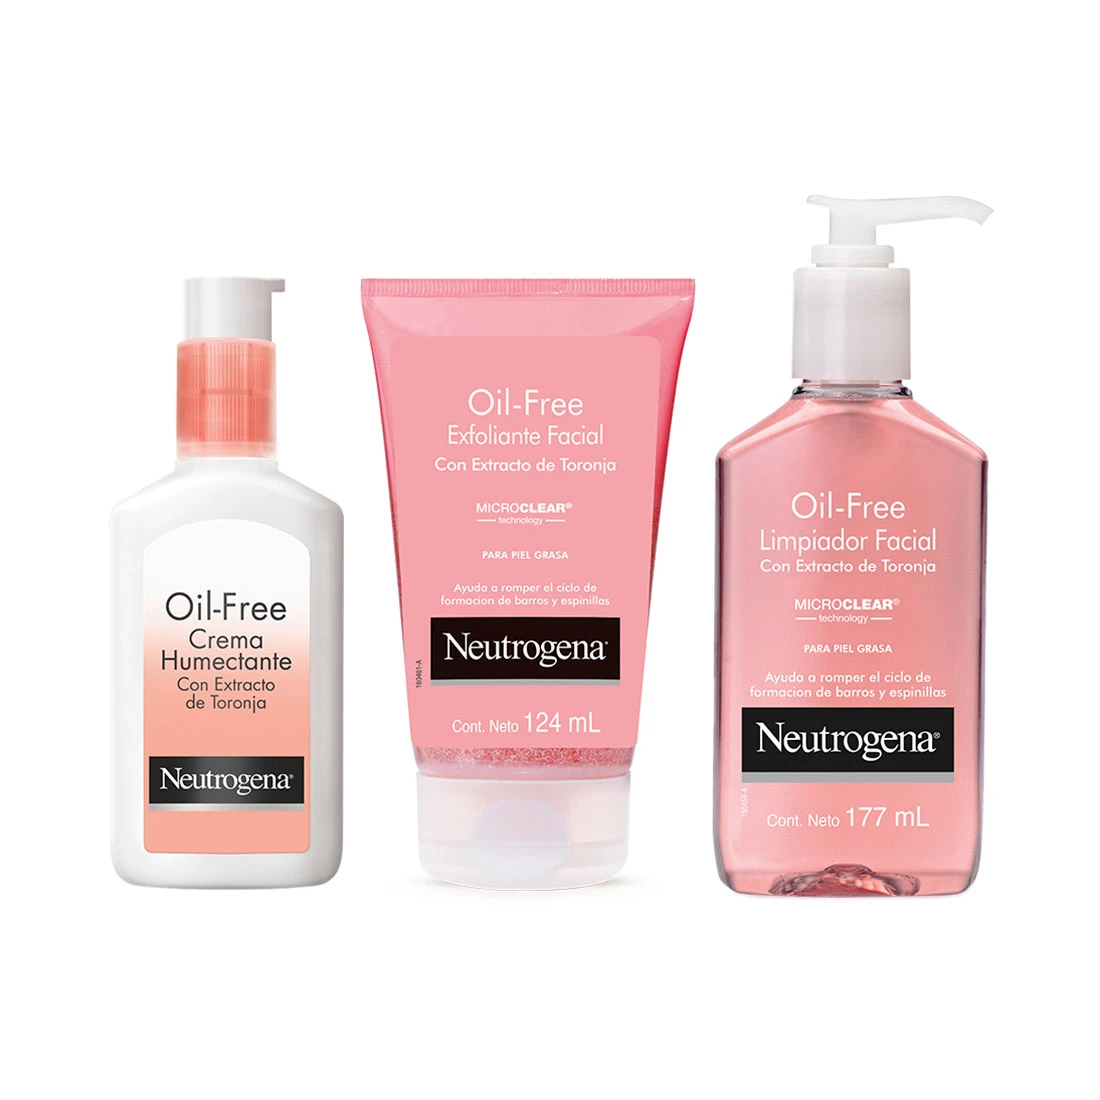 Oil-Free
Crema
Humectante
Con Extracto
de Toronja
Neutrogena®
Oil-Free
Exfoliante Facial
Con Extracto de Toronja
MICROCLEAR®
technology
PARA PIEL GRASA
Ayuda a romper el ciclo de
formacion de barros y espinillas
Neutrogena®
160461-A
Cont. Neto 124 mL
Oil-Free
Limpiador Facial
Con Extracto de Toronja
MICROCLEAR®
technology
PARA PIEL GRASA
Ayuda a romper el ciclo de
formacion de barros y espinillas
Neutrogena®
Cont. Neto 177 mL